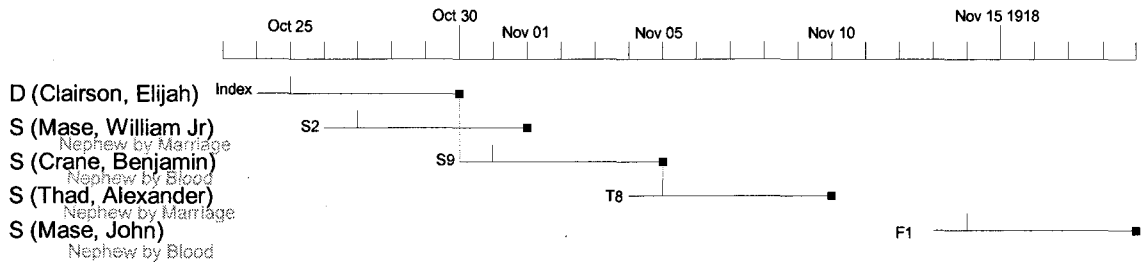 Oct 25
Oct 30
Nov 01
Nov 05
Nov 10
Nov 15 1918
D (Clairson, Elijah)
Index
S (Mase, William Jr)
S2
Nephew by Marriage
S (Crane, Benjamin)
S9
Nephew by Blood
S (Thad, Alexander)
T8
Nephew by Marriage
S (Mase, John)
F1
Nephew by Blood